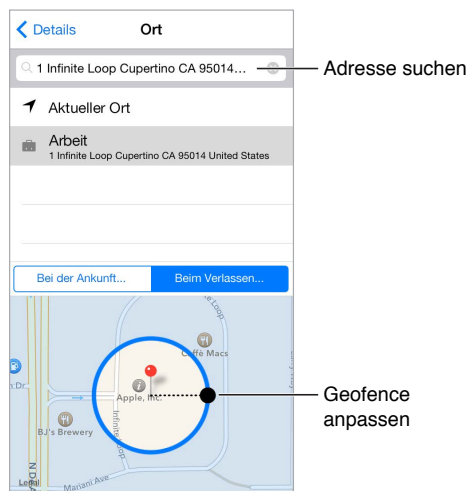 Details
Ort
1 Infinite Loop Cupertino CA 95014...
Adresse suchen
Aktueller Ort
Arbeit
1 Infinite Loop Cupertino CA 95014 United States
Bei der Ankunft...
Beim Verlassen...
Loop
Caffè Macs
Dr
Apple, Inc.
Geofence
anpassen
BJ's Brewery
Infinite Loop
Legal
Mariani Ave